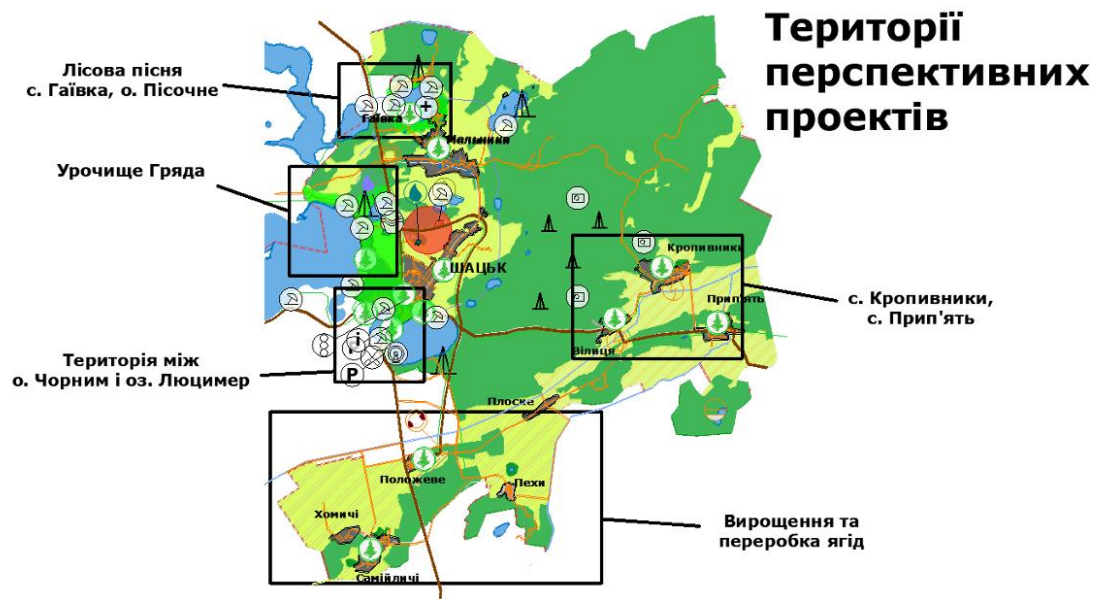 Території
перспективних
проектів
Лісова пісня
с. Гаївка, о. Пісочне
Гаївка
Мельники
Урочище Гряда
ШАЦЬК
Кропивники
Прип'ять
с. Кропивники,
с. Прип'ять
Вілиця
i
P
Територія між
о. Чорним і оз. Люцимер
Плоске
Положеве
Пехи
Хомичі
Самійличі
Вирощення та
переробка ягід